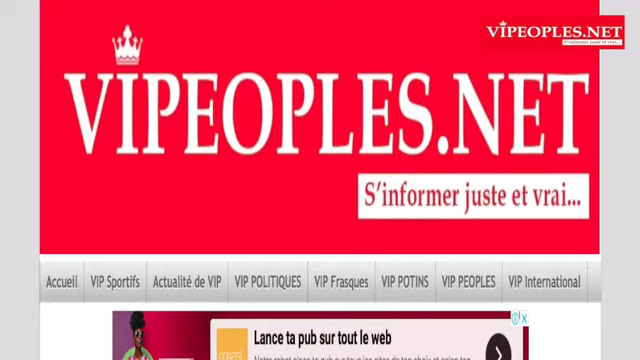 VIPEOPLES.NET
S'informer juste et vrai...
VIPEOPLES.NET
S'informer juste et vrai...
Accueil
VIP Sportifs
Actualité de VIP
VIP POLITIQUES
VIP Frasques
VIP POTINS
VIP PEOPLES
VIP International
Lance ta pub sur tout le web